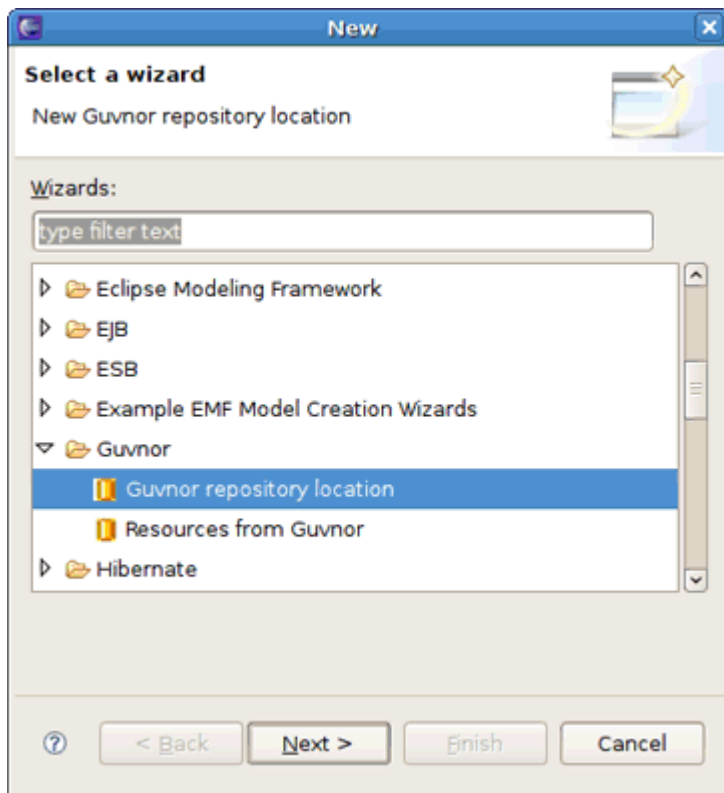 New
Select a wizard
New Guvnor repository location
Wizards:
type filter text
Eclipse Modeling Framework
EJB
ESB
Example EMF Model Creation Wizards
Guvnor
Guvnor repository location
Resources from Guvnor
Hibernate
? < Back Next > Finish Cancel